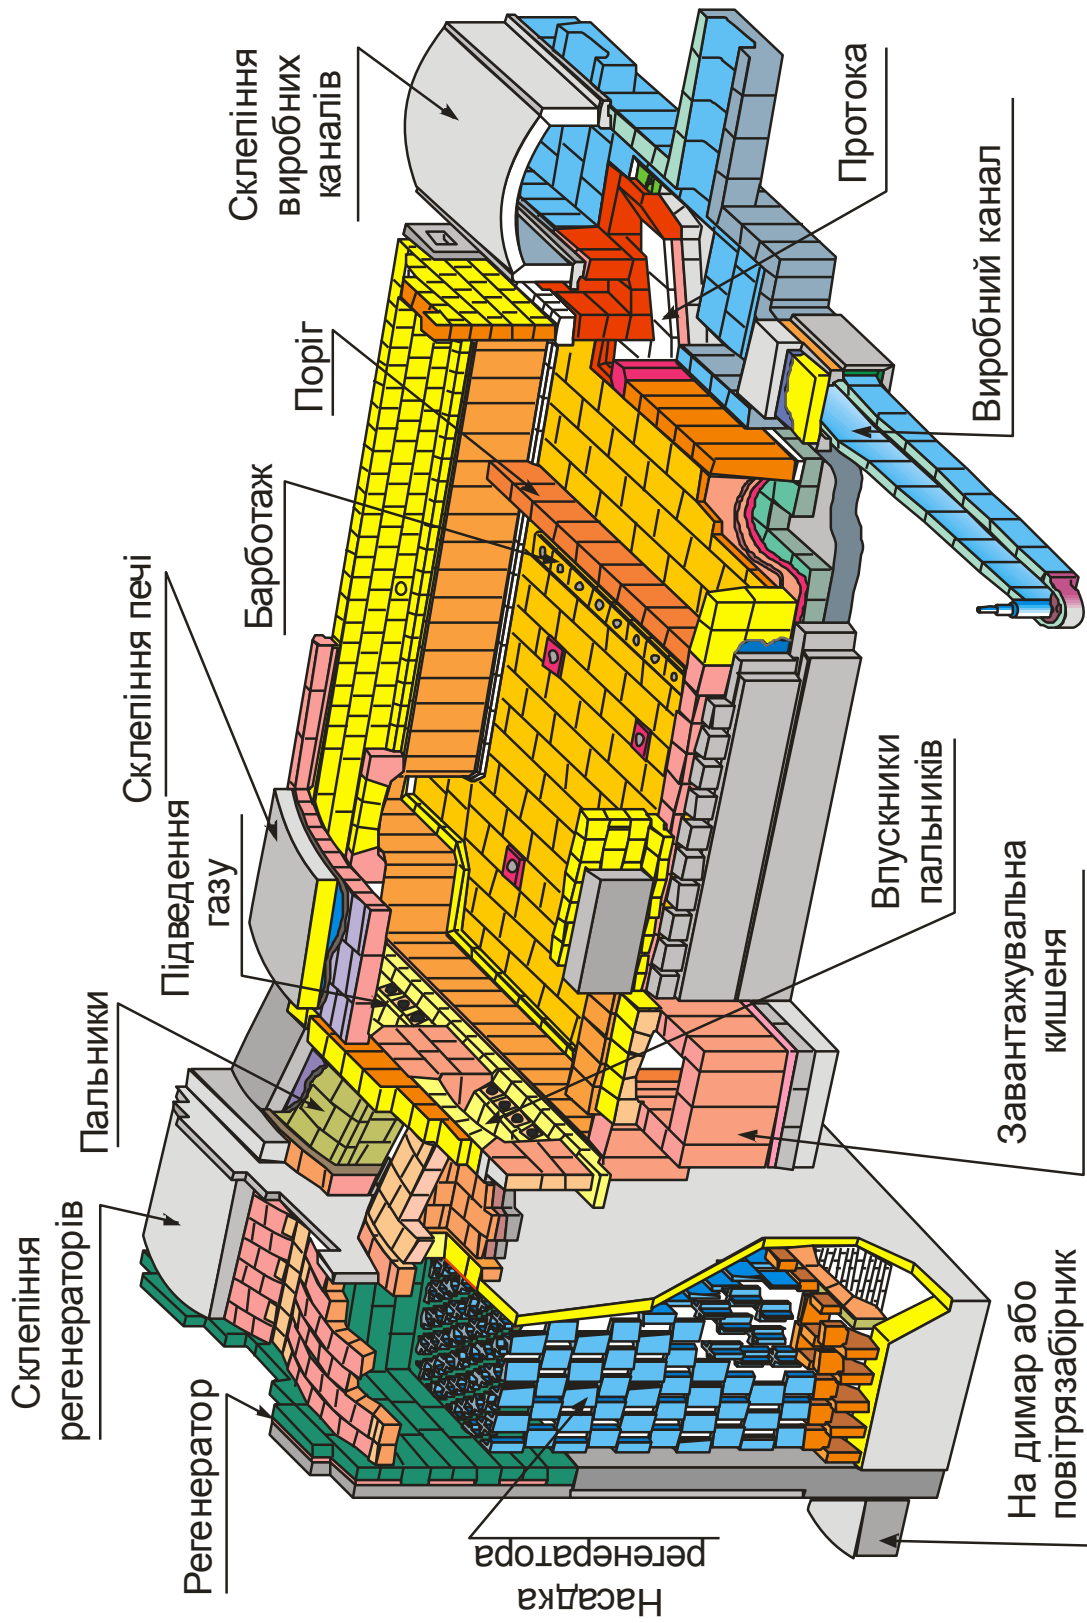 Склепіння
регенераторів
Регенератор
Насадка
регенератора
На димар або
повітрязабірник
Пальники
Підведення
газу
Склепіння печі
Барботаж
Поріг
Склепіння
виробних
каналів
Протока
Виробний канал
Впускники
пальників
Завантажувальна
кишеня